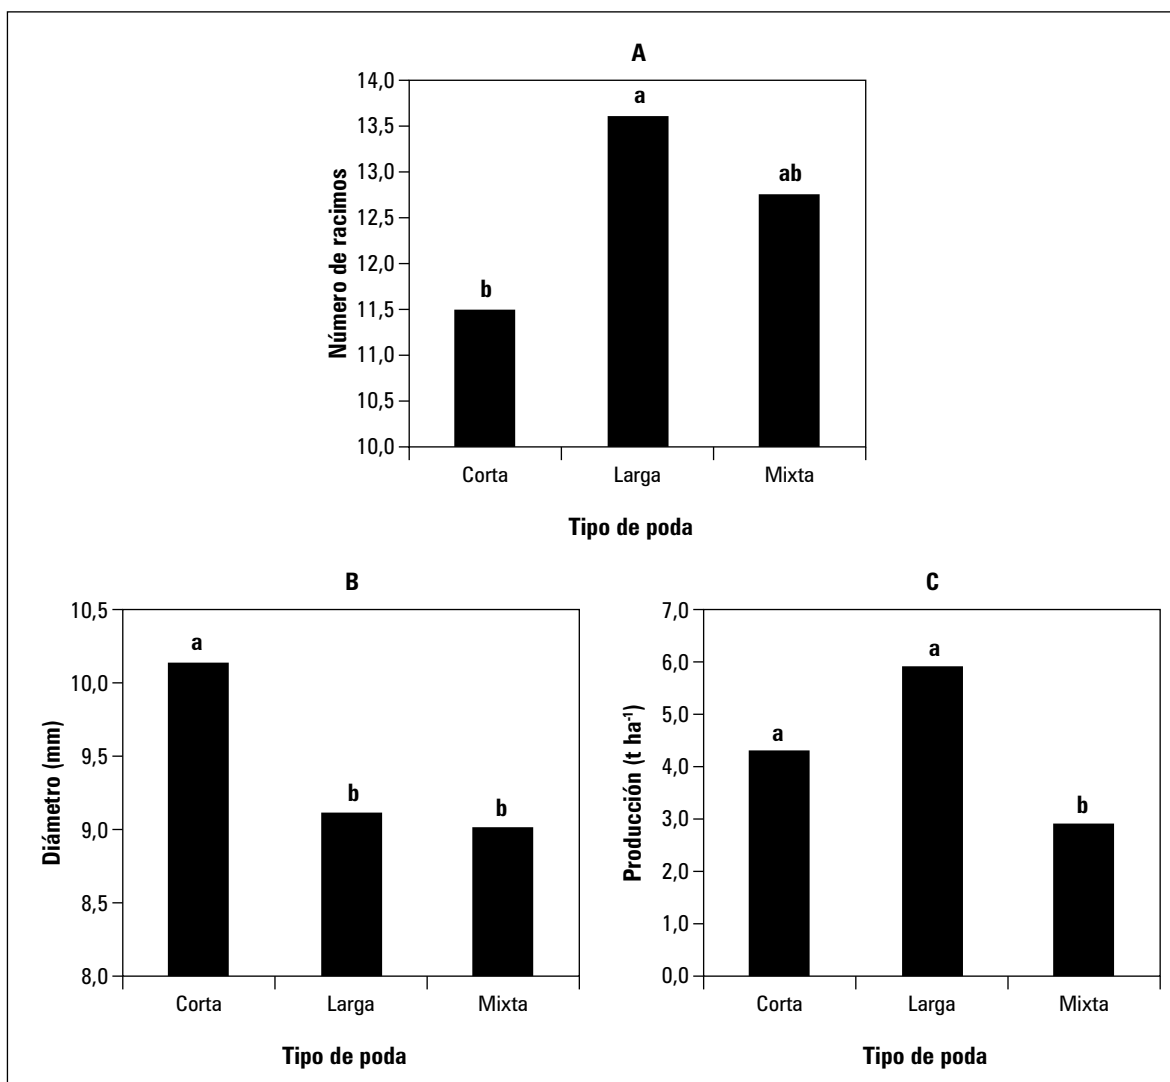 A
14,0
13,5
13,0
12,5
12,0
11,5
11,0
10,5
10,0
Número de racimos
b
a
ab
Corta Larga Mixta
Tipo de poda
B
10,5
10,0
9,5
9,0
8,5
8,0
Diámetro (mm)
a
b
b
Corta Larga Mixta
Tipo de poda
C
7,0
6,0
5,0
4,0
3,0
2,0
1,0
0,0
Producción (t ha⁻¹)
a
a
b
Corta Larga Mixta
Tipo de poda